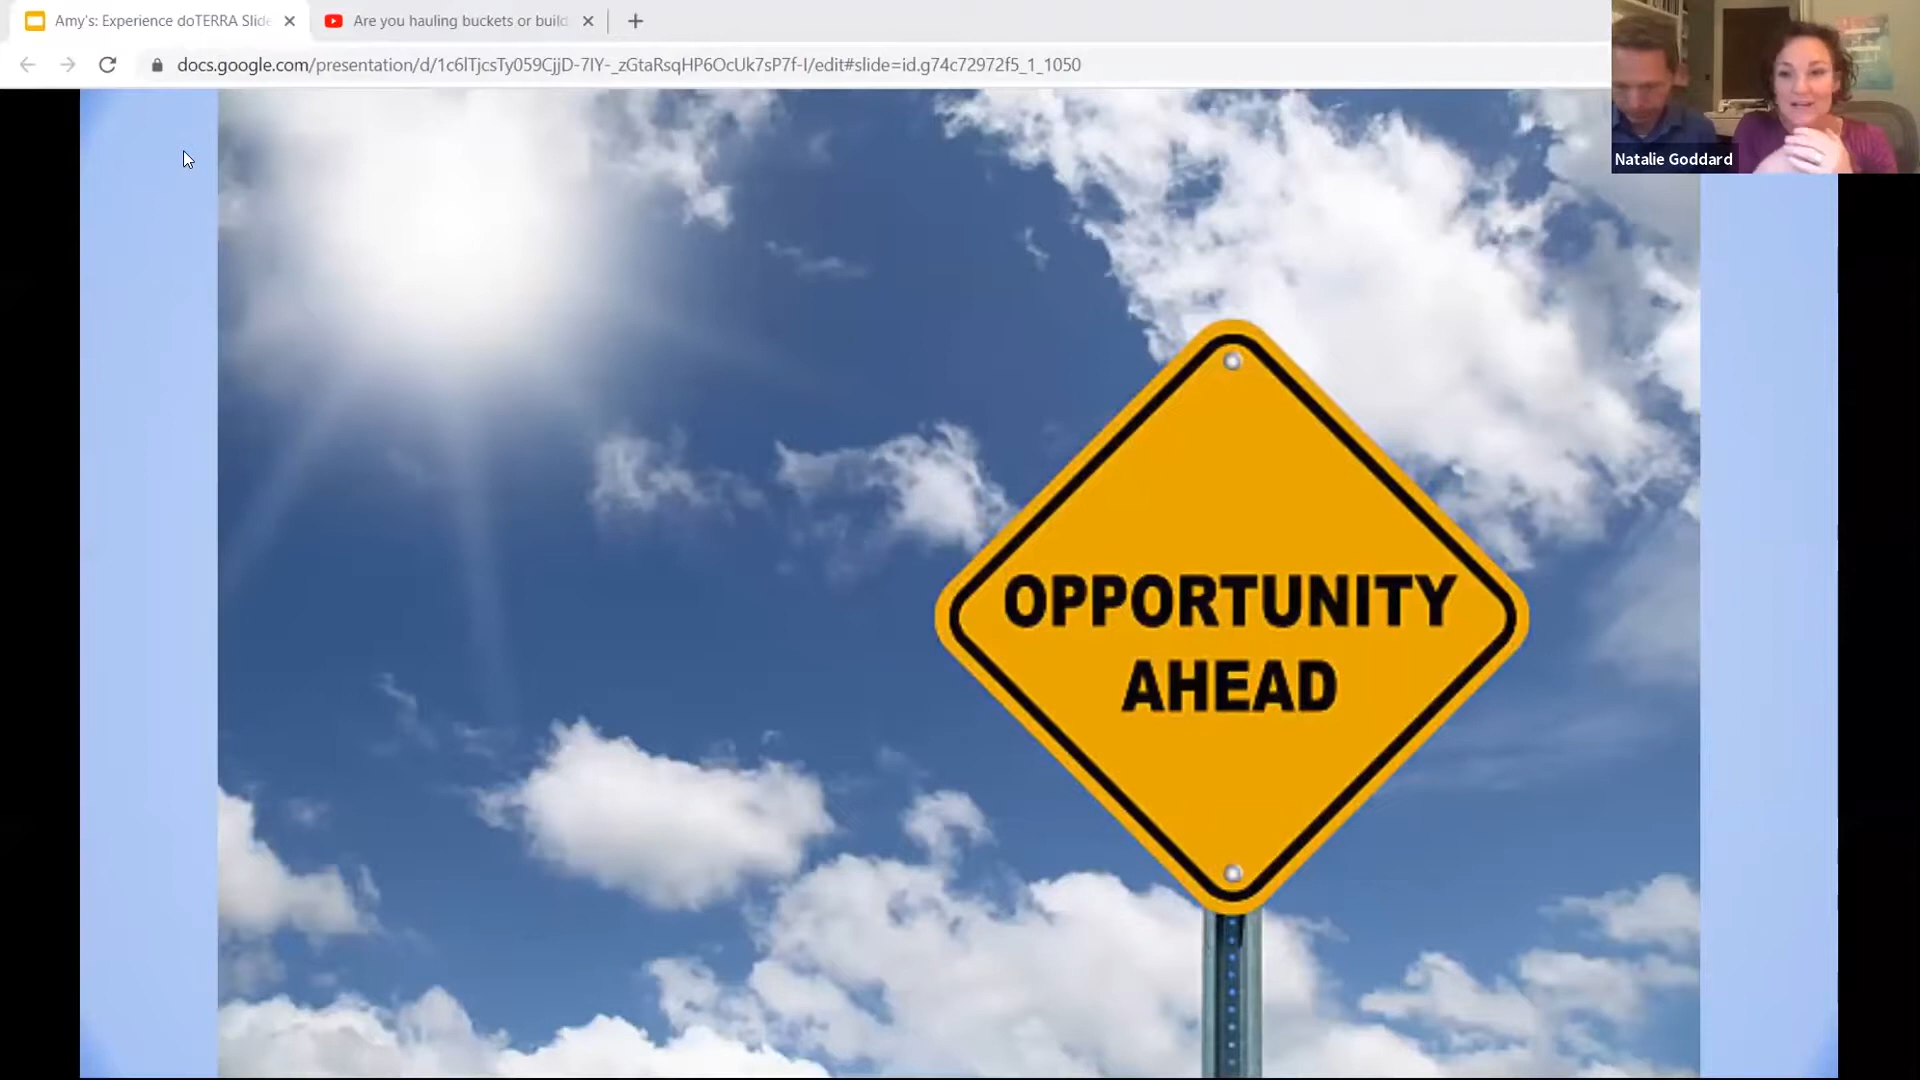 Amy's: Experience doTERRA Slide
Are you hauling buckets or build
docs.google.com/presentation/d/1c6lTjcsTy059CjjD-7IY-_zGtaRsqHP6OcUk7sP7f-I/edit#slide=id.g74c72972f5_1_1050
Natalie Goddard
OPPORTUNITY
AHEAD